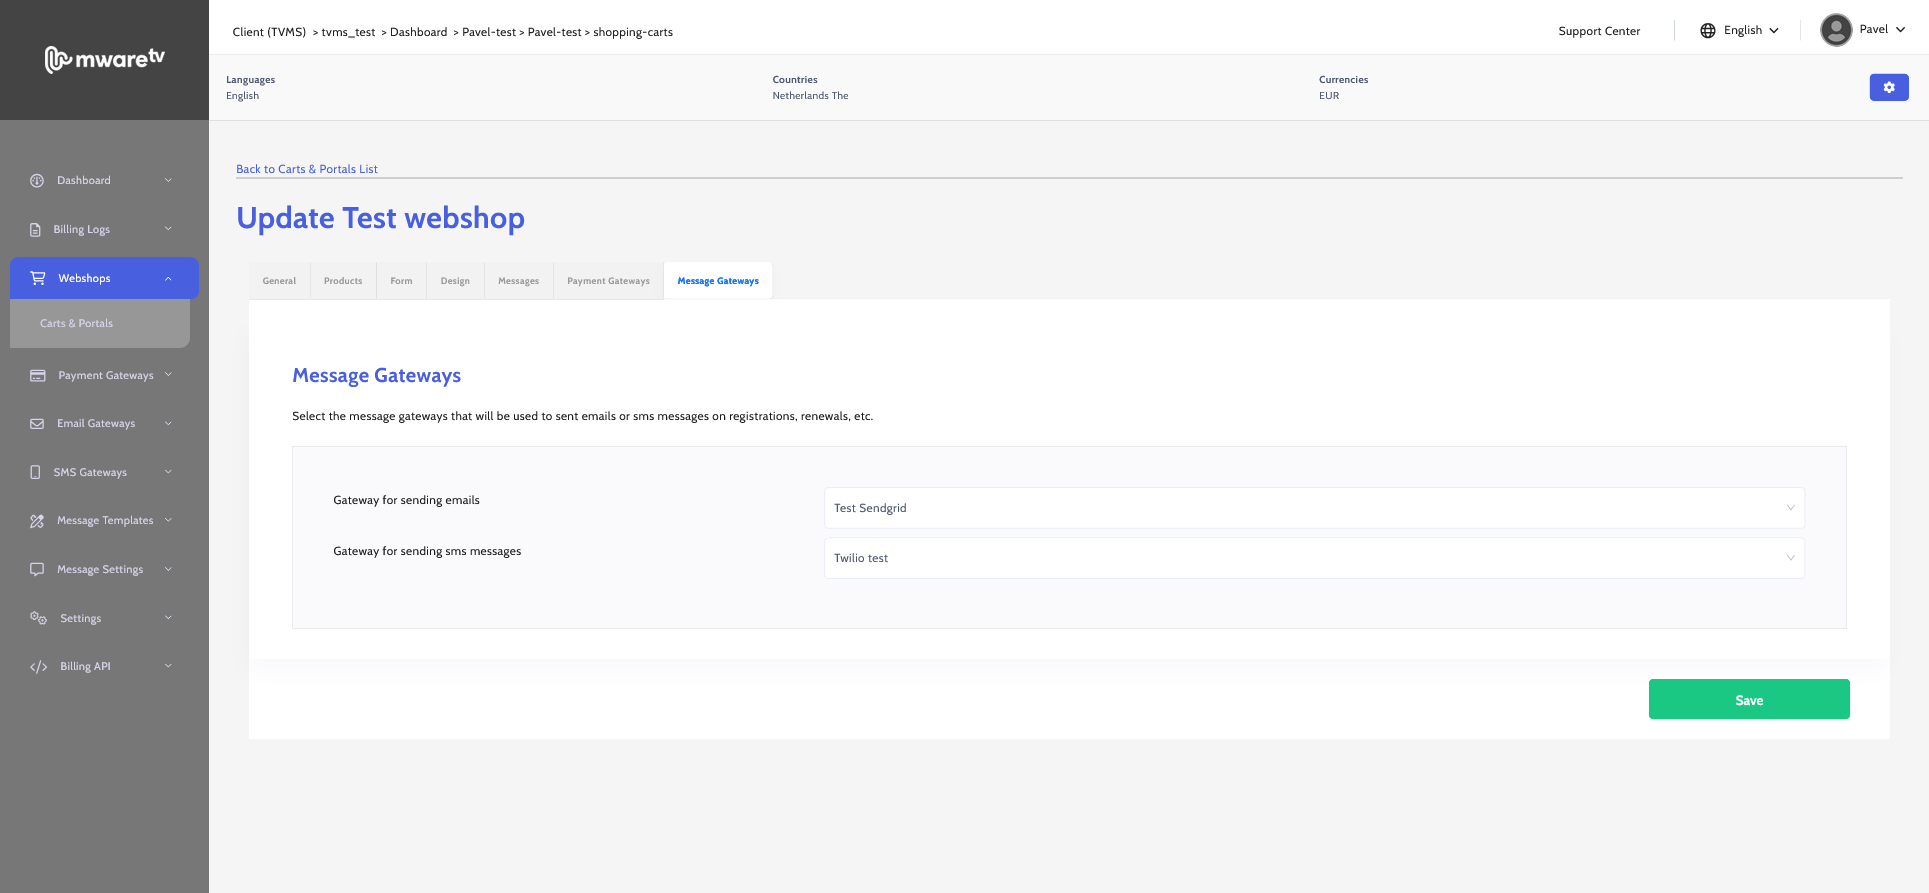 mwaretv
Client (TVMS) > tvms_test > Dashboard > Pavel-test > Pavel-test > shopping-carts
Support Center
English
Pavel
Languages
English
Countries
Netherlands The
Currencies
EUR
Dashboard
Billing Logs
Webshops
Carts & Portals
Payment Gateways
Email Gateways
SMS Gateways
Message Templates
Message Settings
Settings
Billing API
Back to Carts & Portals List
Update Test webshop
General
Products
Form
Design
Messages
Payment Gateways
Message Gateways
Message Gateways
Select the message gateways that will be used to sent emails or sms messages on registrations, renewals, etc.
Gateway for sending emails
Test Sendgrid
Gateway for sending sms messages
Twilio test
Save